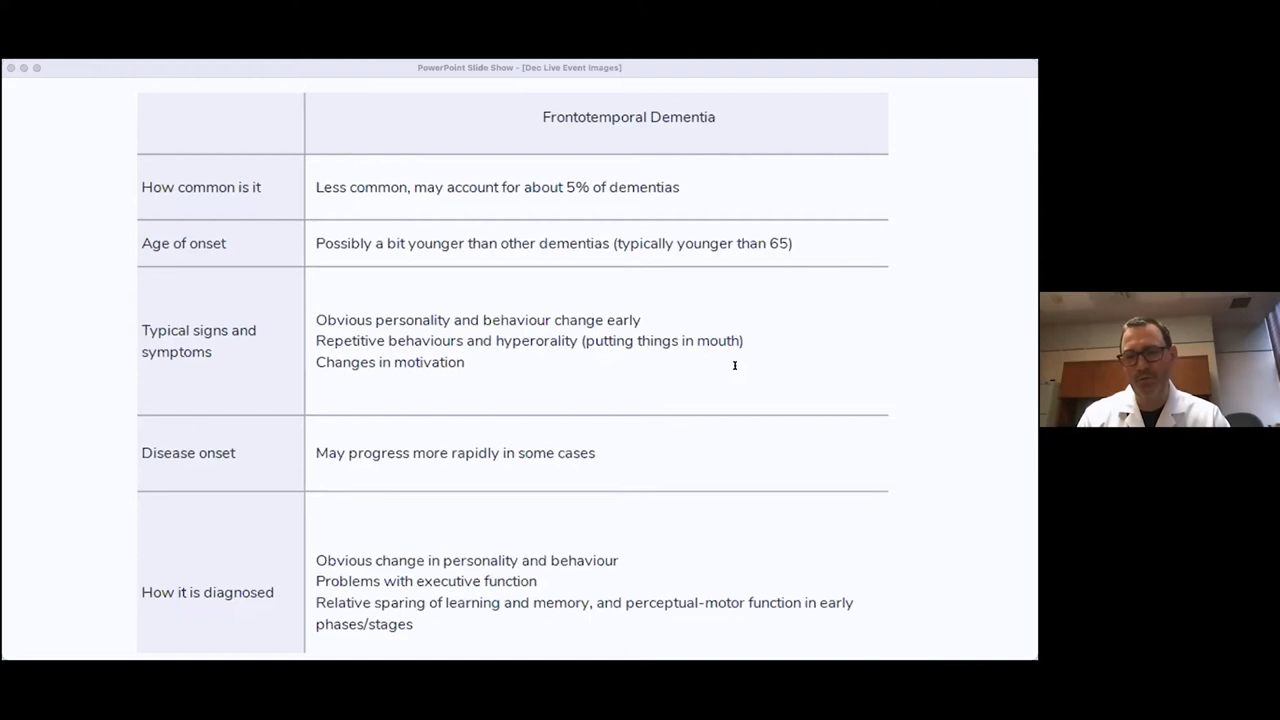 PowerPoint Slide Show - [Dec Live Event Images]
Frontotemporal Dementia
How common is it
Less common, may account for about 5% of dementias
Age of onset
Possibly a bit younger than other dementias (typically younger than 65)
Typical signs and
symptoms
Obvious personality and behaviour change early
Repetitive behaviours and hyperorality (putting things in mouth)
Changes in motivation
Disease onset
May progress more rapidly in some cases
How it is diagnosed
Obvious change in personality and behaviour
Problems with executive function
Relative sparing of learning and memory, and perceptual-motor function in early
phases/stages